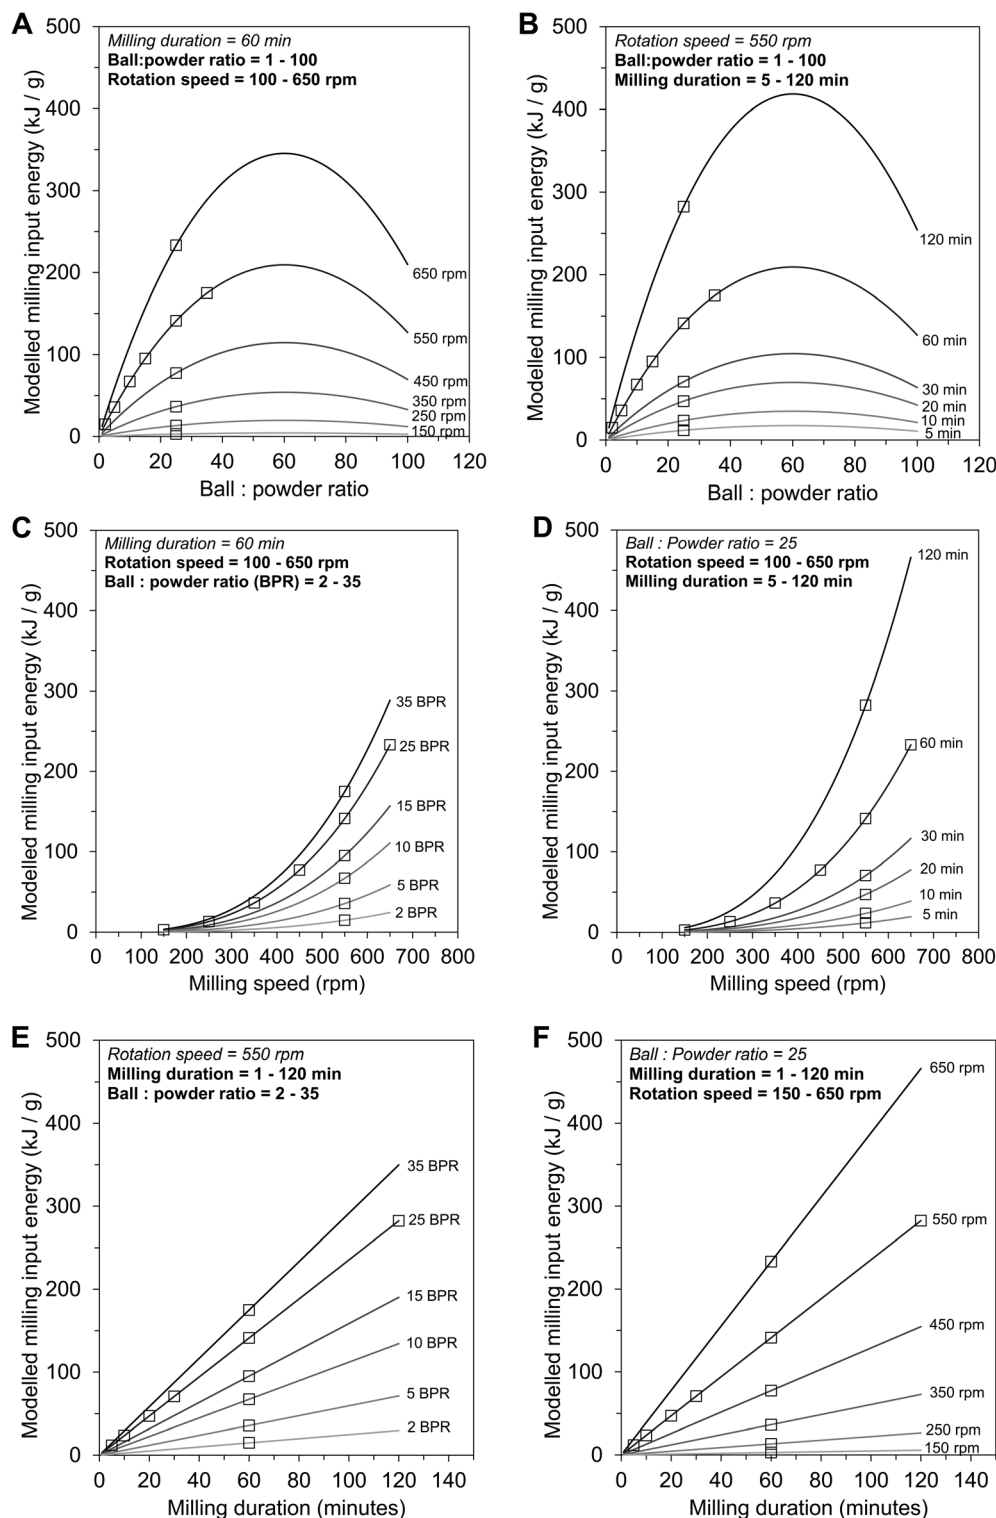 A
Milling duration = 60 min
Ball:powder ratio = 1 - 100
Rotation speed = 100 - 650 rpm
Modelled milling input energy (kJ / g)
500
400
300
200
100
0
650 rpm
550 rpm
450 rpm
350 rpm
250 rpm
150 rpm
0 20 40 60 80 100 120
Ball : powder ratio
B
Rotation speed = 550 rpm
Ball:powder ratio = 1 - 100
Milling duration = 5 - 120 min
Modelled milling input energy (kJ / g)
500
400
300
200
100
0
120 min
60 min
30 min
20 min
10 min
5 min
0 20 40 60 80 100 120
Ball : powder ratio
C
Milling duration = 60 min
Rotation speed = 100 - 650 rpm
Ball : powder ratio (BPR) = 2 - 35
Modelled milling input energy (kJ / g)
500
400
300
200
100
0
35 BPR
25 BPR
15 BPR
10 BPR
5 BPR
2 BPR
0 100 200 300 400 500 600 700 800
Milling speed (rpm)
D
Ball : Powder ratio = 25
Rotation speed = 100 - 650 rpm
Milling duration = 5 - 120 min
Modelled milling input energy (kJ / g)
500
400
300
200
100
0
120 min
60 min
30 min
20 min
10 min
5 min
0 100 200 300 400 500 600 700 800
Milling speed (rpm)
E
Rotation speed = 550 rpm
Milling duration = 1 - 120 min
Ball : powder ratio = 2 - 35
Modelled milling input energy (kJ / g)
500
400
300
200
100
0
35 BPR
25 BPR
15 BPR
10 BPR
5 BPR
2 BPR
0 20 40 60 80 100 120 140
Milling duration (minutes)
F
Ball : Powder ratio = 25
Milling duration = 1 - 120 min
Rotation speed = 150 - 650 rpm
Modelled milling input energy (kJ / g)
500
400
300
200
100
0
650 rpm
550 rpm
450 rpm
350 rpm
250 rpm
150 rpm
0 20 40 60 80 100 120 140
Milling duration (minutes)